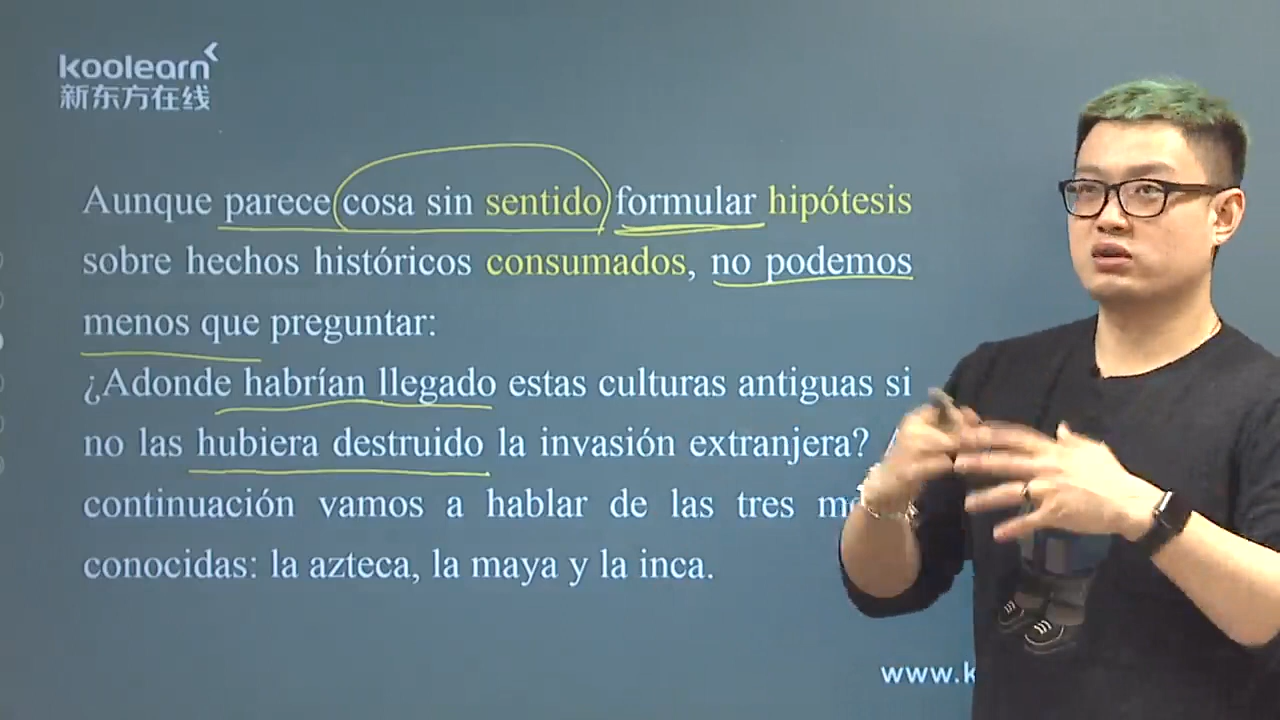 koolearn
新东方在线
Aunque parece cosa sin sentido formular hipótesis
sobre hechos históricos consumados, no podemos
menos que preguntar:
¿Adonde habrían llegado estas culturas antiguas si
no las hubiera destruido la invasión extranjera?
continuación vamos a hablar de las tres
conocidas: la azteca, la maya y la inca.
www.k